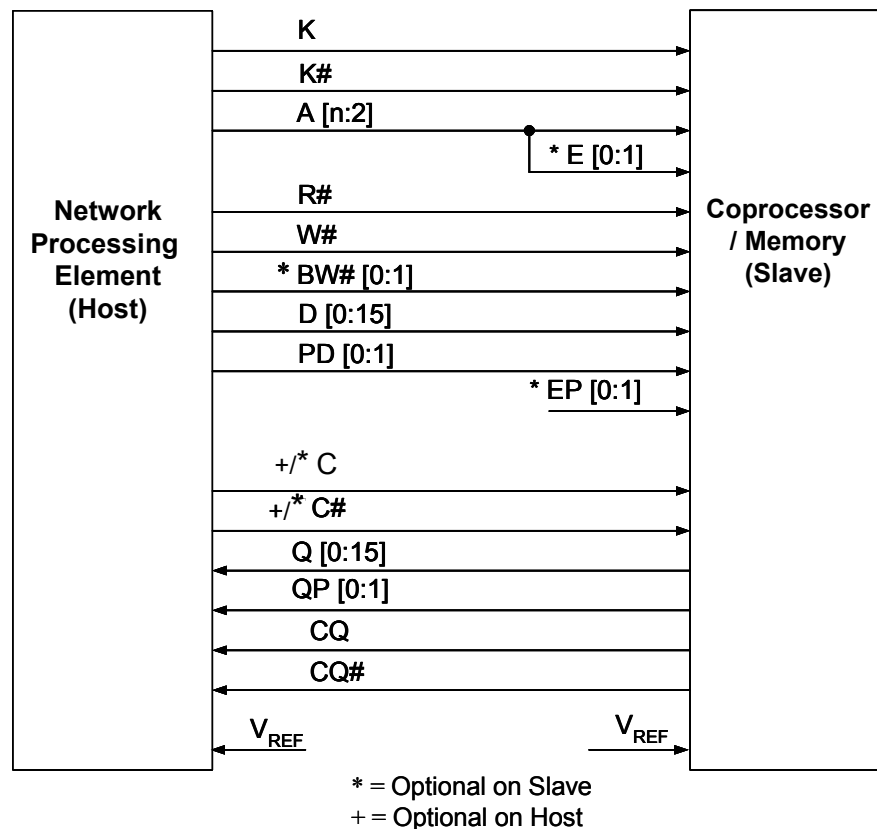 K
K#
A [n:2]
* E [0:1]
R#
W#
* BW# [0:1]
D [0:15]
PD [0:1]
* EP [0:1]
+/* C
+/* C#
Q [0:15]
QP [0:1]
CQ
CQ#
VREF
VREF
Network
Processing
Element
(Host)
Coprocessor
/ Memory
(Slave)
* = Optional on Slave
+ = Optional on Host